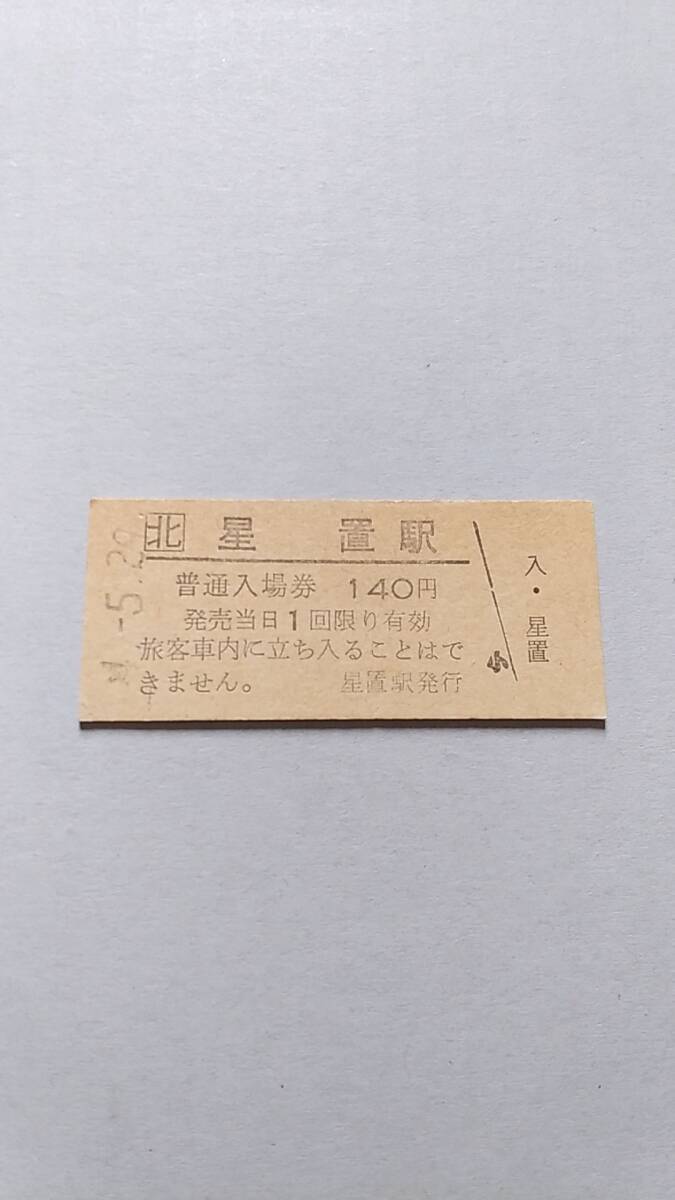 北 星置駅
普通入場券 140円
発売当日1回限り有効
旅客車内に立ち入ることはで
きません。 星置駅発行
小
入・星置
-5.29